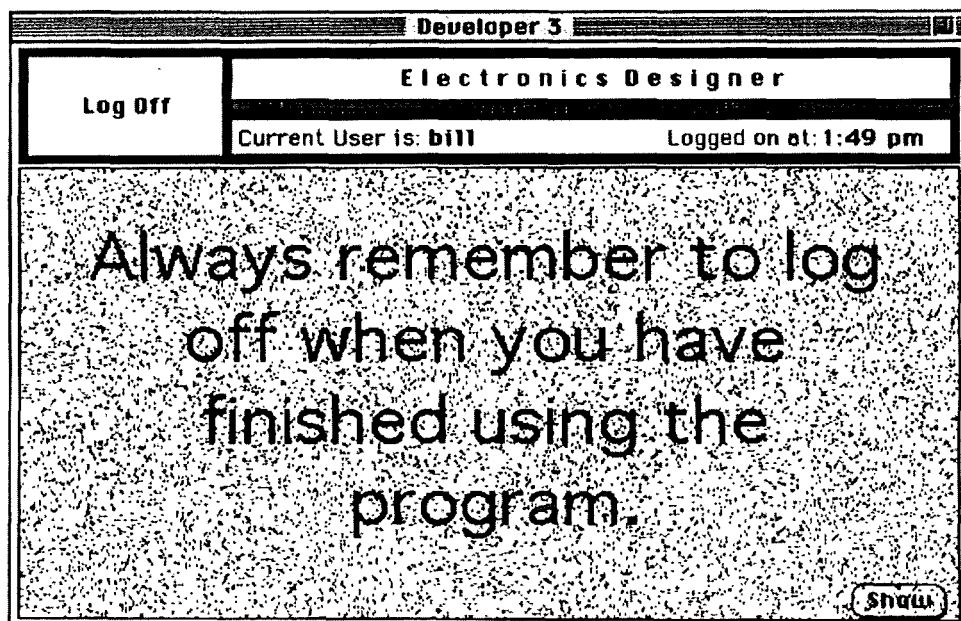 Developer 3
Electronics Designer
Log Off
Current User is: bill Logged on at: 1:49 pm
Always remember to log
off when you have
finished using the
program.
Show